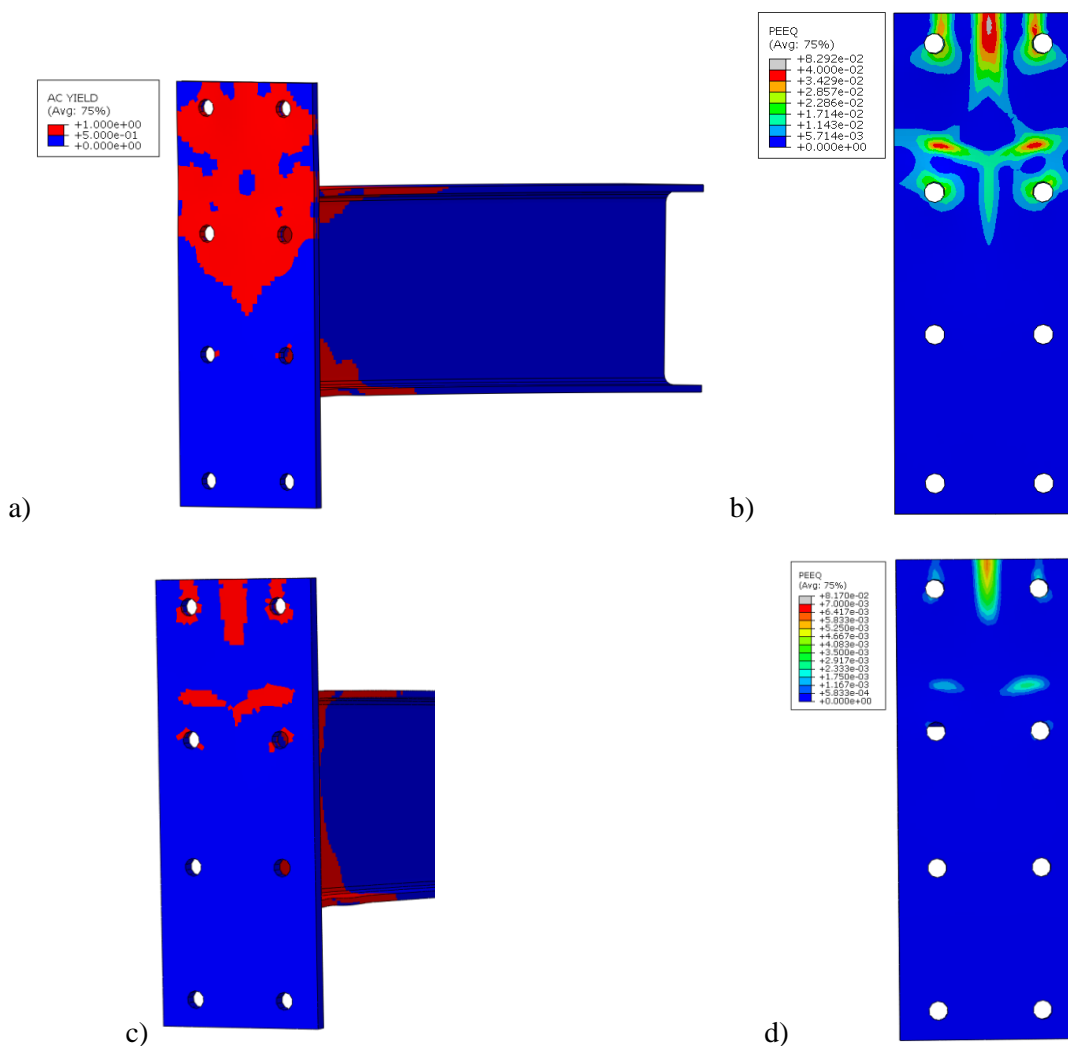 AC YIELD
(Avg: 75%)
+1.000e+00
+5.000e-01
+0.000e+00
a)
PEEQ
(Avg: 75%)
+8.292e-02
+4.000e-02
+3.429e-02
+2.857e-02
+2.286e-02
+1.714e-02
+1.143e-02
+5.714e-03
+0.000e+00
b)
c)
PEEQ
(Avg: 75%)
+8.170e-02
+7.000e-03
+6.417e-03
+5.833e-03
+5.250e-03
+4.667e-03
+4.083e-03
+3.500e-03
+2.917e-03
+2.333e-03
+1.750e-03
+1.167e-03
+5.833e-04
+0.000e+00
d)